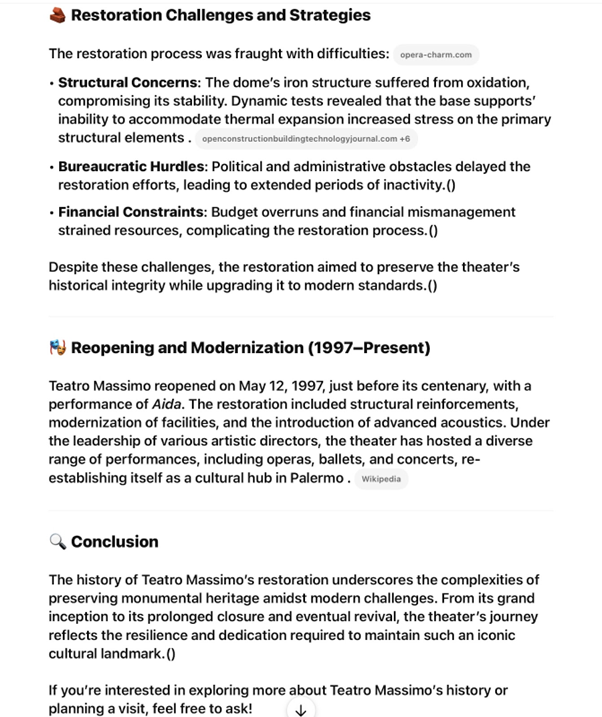 🧱 Restoration Challenges and Strategies
The restoration process was fraught with difficulties: opera-charm.com
• Structural Concerns: The dome's iron structure suffered from oxidation,
compromising its stability. Dynamic tests revealed that the base supports'
inability to accommodate thermal expansion increased stress on the primary
structural elements . openconstructionbuildingtechnologyjournal.com +6
• Bureaucratic Hurdles: Political and administrative obstacles delayed the
restoration efforts, leading to extended periods of inactivity.()
• Financial Constraints: Budget overruns and financial mismanagement
strained resources, complicating the restoration process.()
Despite these challenges, the restoration aimed to preserve the theater's
historical integrity while upgrading it to modern standards.()
🎭 Reopening and Modernization (1997–Present)
Teatro Massimo reopened on May 12, 1997, just before its centenary, with a
performance of Aida. The restoration included structural reinforcements,
modernization of facilities, and the introduction of advanced acoustics. Under
the leadership of various artistic directors, the theater has hosted a diverse
range of performances, including operas, ballets, and concerts, re-
establishing itself as a cultural hub in Palermo . Wikipedia
🔍 Conclusion
The history of Teatro Massimo's restoration underscores the complexities of
preserving monumental heritage amidst modern challenges. From its grand
inception to its prolonged closure and eventual revival, the theater's journey
reflects the resilience and dedication required to maintain such an iconic
cultural landmark.()
If you're interested in exploring more about Teatro Massimo's history or
planning a visit, feel free to ask!